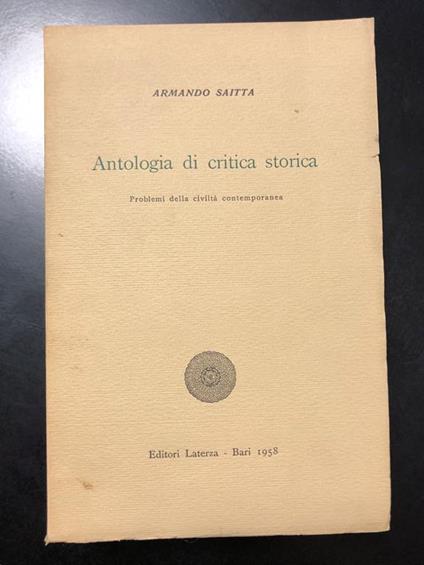 ARMANDO SAITTA
Antologia di critica storica
Problemi della civiltà contemporanea
Editori Laterza - Bari 1958